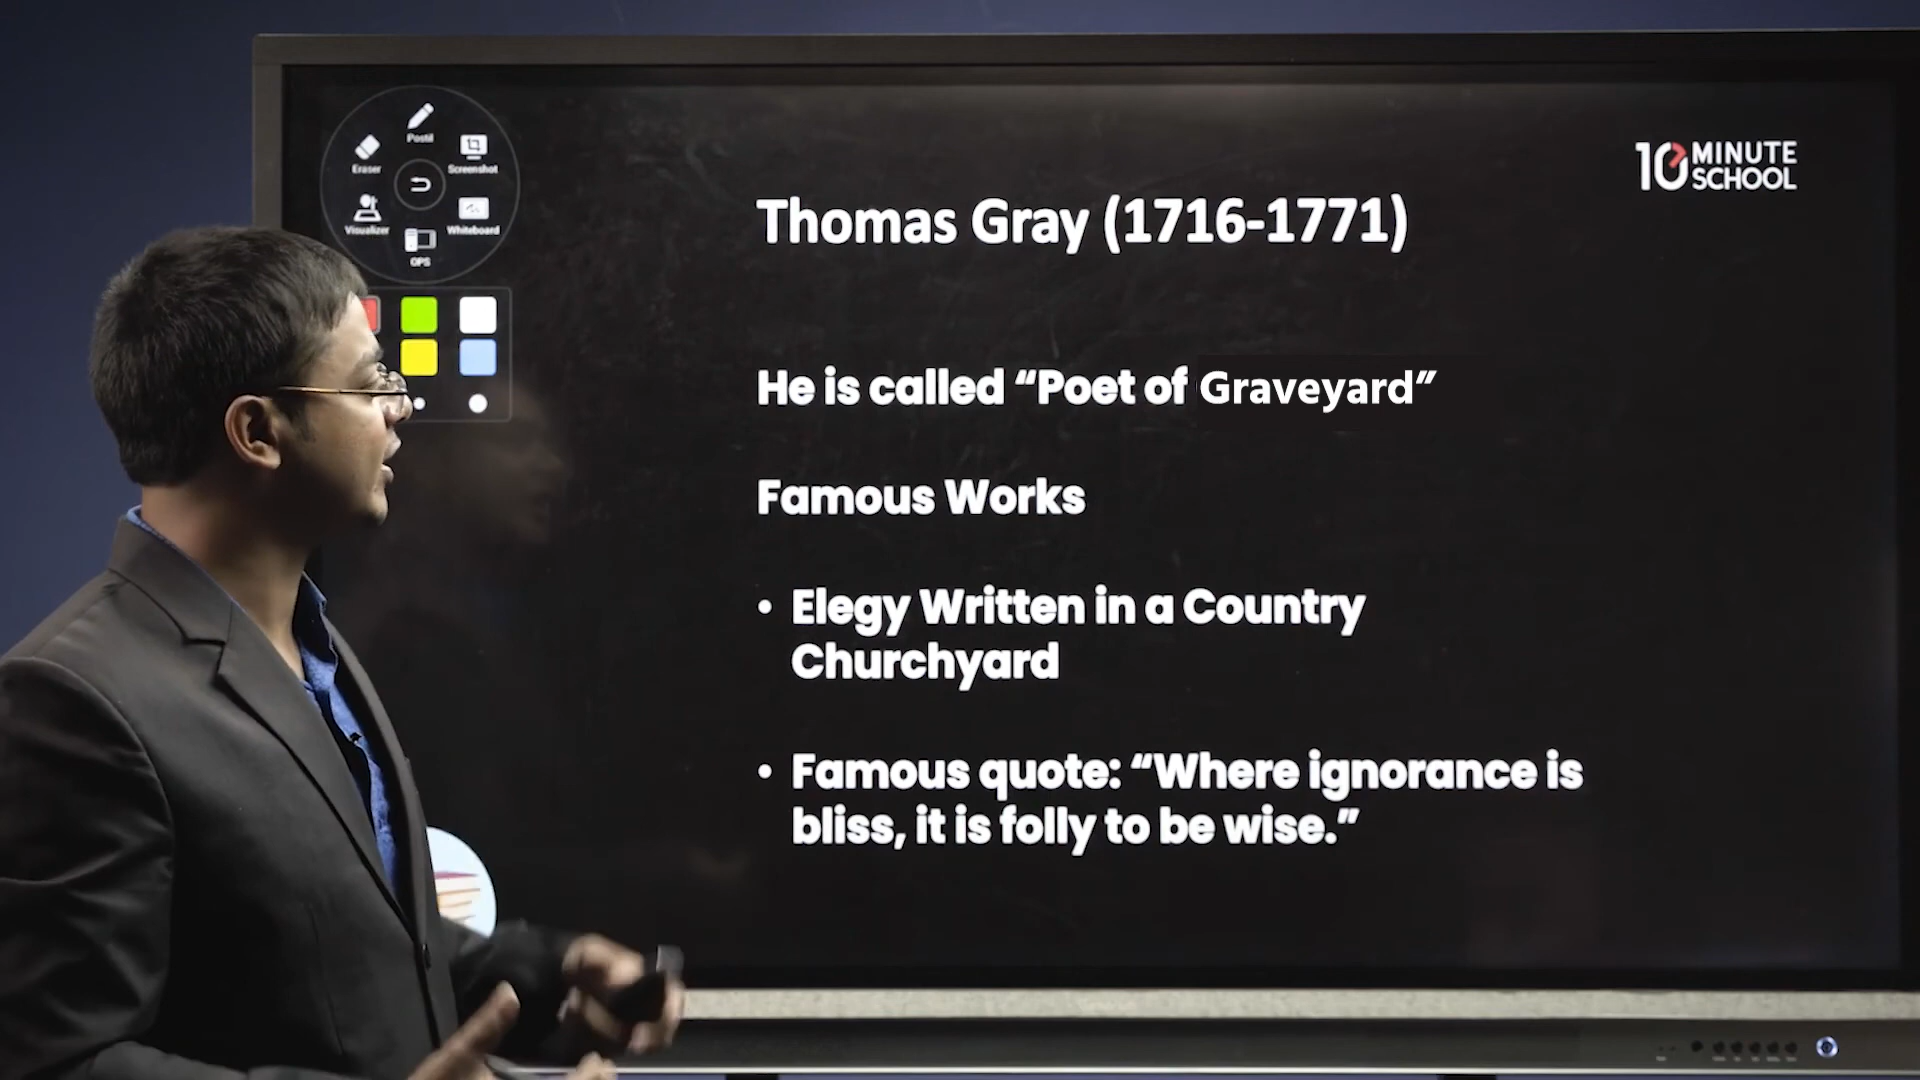 Postil
Eraser
Screenshot
Visualizer
Whiteboard
OPS
10 MINUTE
SCHOOL
Thomas Gray (1716-1771)
He is called “Poet of Graveyard”
Famous Works
• Elegy Written in a Country
Churchyard
• Famous quote: “Where ignorance is
bliss, it is folly to be wise.”